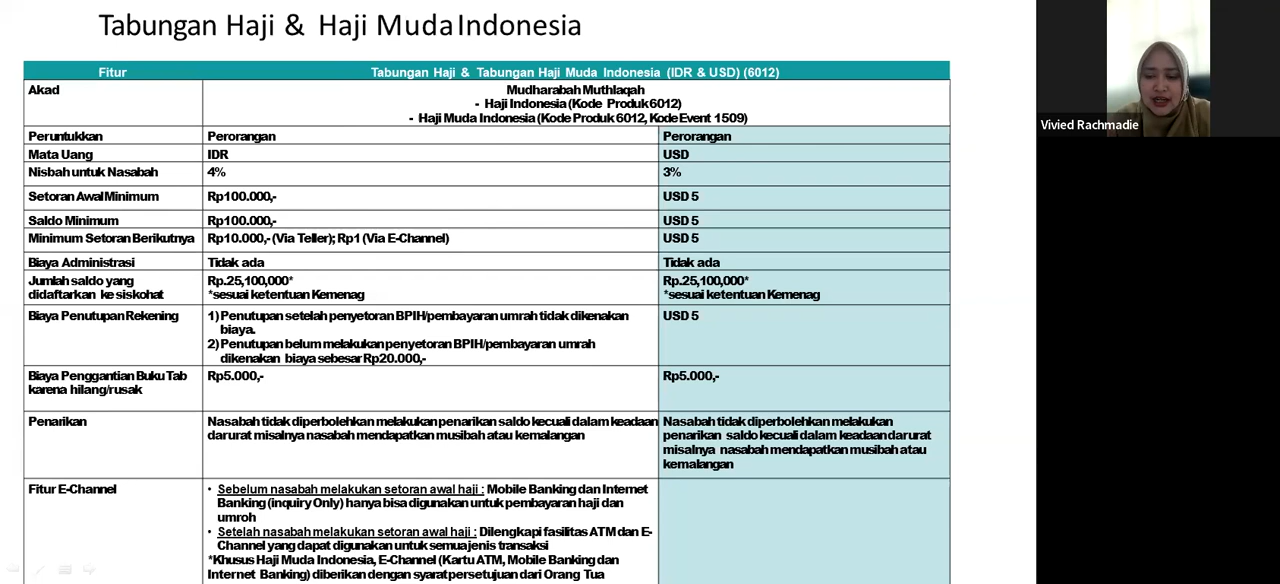 Tabungan Haji & Haji Muda Indonesia
Fitur
Tabungan Haji & Tabungan Haji Muda Indonesia (IDR & USD) (6012)
Akad
Mudharabah Muthlaqah
- Haji Indonesia (Kode Produk 6012)
- Haji Muda Indonesia (Kode Produk 6012, Kode Event 1509)
Peruntukkan
Perorangan
Perorangan
Mata Uang
IDR
USD
Nisbah untuk Nasabah
4%
3%
Setoran Awal Minimum
Rp100.000,-
USD 5
Saldo Minimum
Rp100.000,-
USD 5
Minimum Setoran Berikutnya
Rp10.000,- (Via Teller); Rp1 (Via E-Channel)
USD 5
Biaya Administrasi
Tidak ada
Tidak ada
Jumlah saldo yang
didaftarkan ke siskohat
Rp.25,100,000*
*sesuai ketentuan Kemenag
Rp.25,100,000*
*sesuai ketentuan Kemenag
Biaya Penutupan Rekening
1) Penutupan setelah penyetoran BPIH/pembayaran umrah tidak dikenakan
biaya.
2) Penutupan belum melakukan penyetoran BPIH/pembayaran umrah
dikenakan biaya sebesar Rp20.000,-
USD 5
Biaya Penggantian Buku Tab
karena hilang/rusak
Rp5.000,-
Rp5.000,-
Penarikan
Nasabah tidak diperbolehkan melakukan penarikan saldo kecuali dalam keadaan
darurat misalnya nasabah mendapatkan musibah atau kemalangan
Nasabah tidak diperbolehkan melakukan
penarikan saldo kecuali dalam keadaan darurat
misalnya nasabah mendapatkan musibah atau
kemalangan
Fitur E-Channel
• Sebelum nasabah melakukan setoran awal haji : Mobile Banking dan Internet
Banking (inquiry Only) hanya bisa digunakan untuk pembayaran haji dan
umroh
• Setelah nasabah melakukan setoran awal haji : Dilengkapi fasilitas ATM dan E-
Channel yang dapat digunakan untuk semua jenis transaksi
*Khusus Haji Muda Indonesia, E-Channel (Kartu ATM, Mobile Banking dan
Internet Banking) diberikan dengan syarat persetujuan dari Orang Tua
Vivied Rachmadie